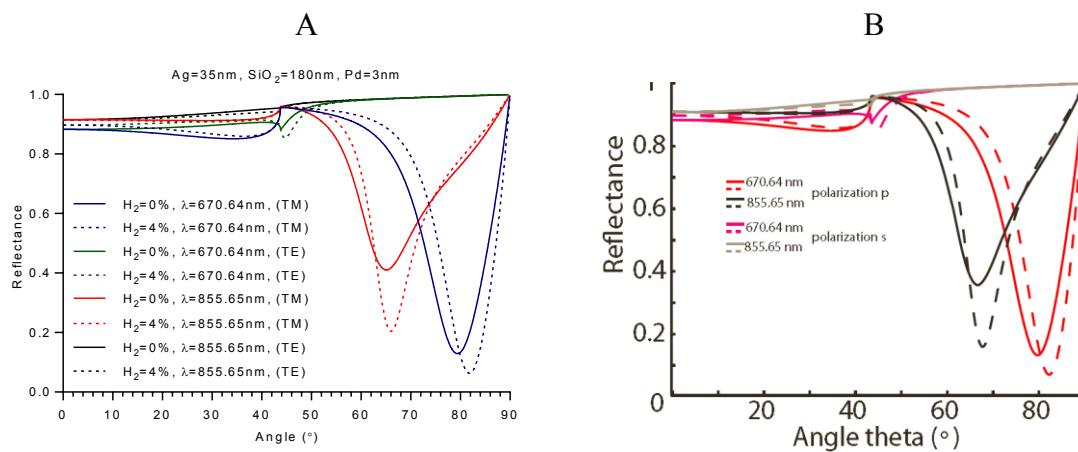 A
B
Ag=35nm, SiO2=180nm, Pd=3nm
1.0
0.8
0.6
0.4
0.2
0.0
Reflectance
H2=0%, λ=670.64nm, (TM)
H2=4%, λ=670.64nm, (TM)
H2=0%, λ=670.64nm, (TE)
H2=4%, λ=670.64nm, (TE)
H2=0%, λ=855.65nm, (TM)
H2=4%, λ=855.65nm, (TM)
H2=0%, λ=855.65nm, (TE)
H2=4%, λ=855.65nm, (TE)
0 10 20 30 40 50 60 70 80 90
Angle (°)
1
0.8
0.6
0.4
0.2
0
Reflectance
670.64 nm
855.65 nm
polarization p
670.64 nm
855.65 nm
polarization s
20 40 60 80
Angle theta (°)